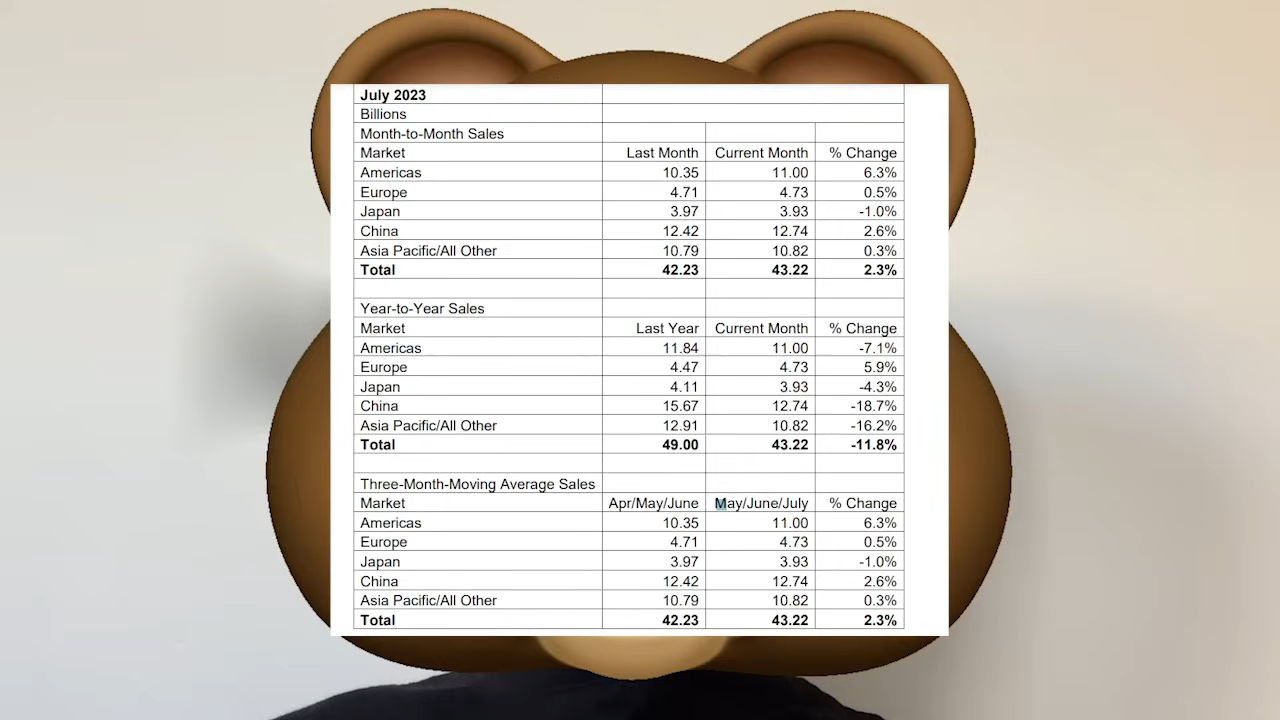 July 2023
Billions
Month-to-Month Sales
Market Last Month Current Month % Change
Americas 10.35 11.00 6.3%
Europe 4.71 4.73 0.5%
Japan 3.97 3.93 -1.0%
China 12.42 12.74 2.6%
Asia Pacific/All Other 10.79 10.82 0.3%
Total 42.23 43.22 2.3%
Year-to-Year Sales
Market Last Year Current Month % Change
Americas 11.84 11.00 -7.1%
Europe 4.47 4.73 5.9%
Japan 4.11 3.93 -4.3%
China 15.67 12.74 -18.7%
Asia Pacific/All Other 12.91 10.82 -16.2%
Total 49.00 43.22 -11.8%
Three-Month-Moving Average Sales
Market Apr/May/June May/June/July % Change
Americas 10.35 11.00 6.3%
Europe 4.71 4.73 0.5%
Japan 3.97 3.93 -1.0%
China 12.42 12.74 2.6%
Asia Pacific/All Other 10.79 10.82 0.3%
Total 42.23 43.22 2.3%